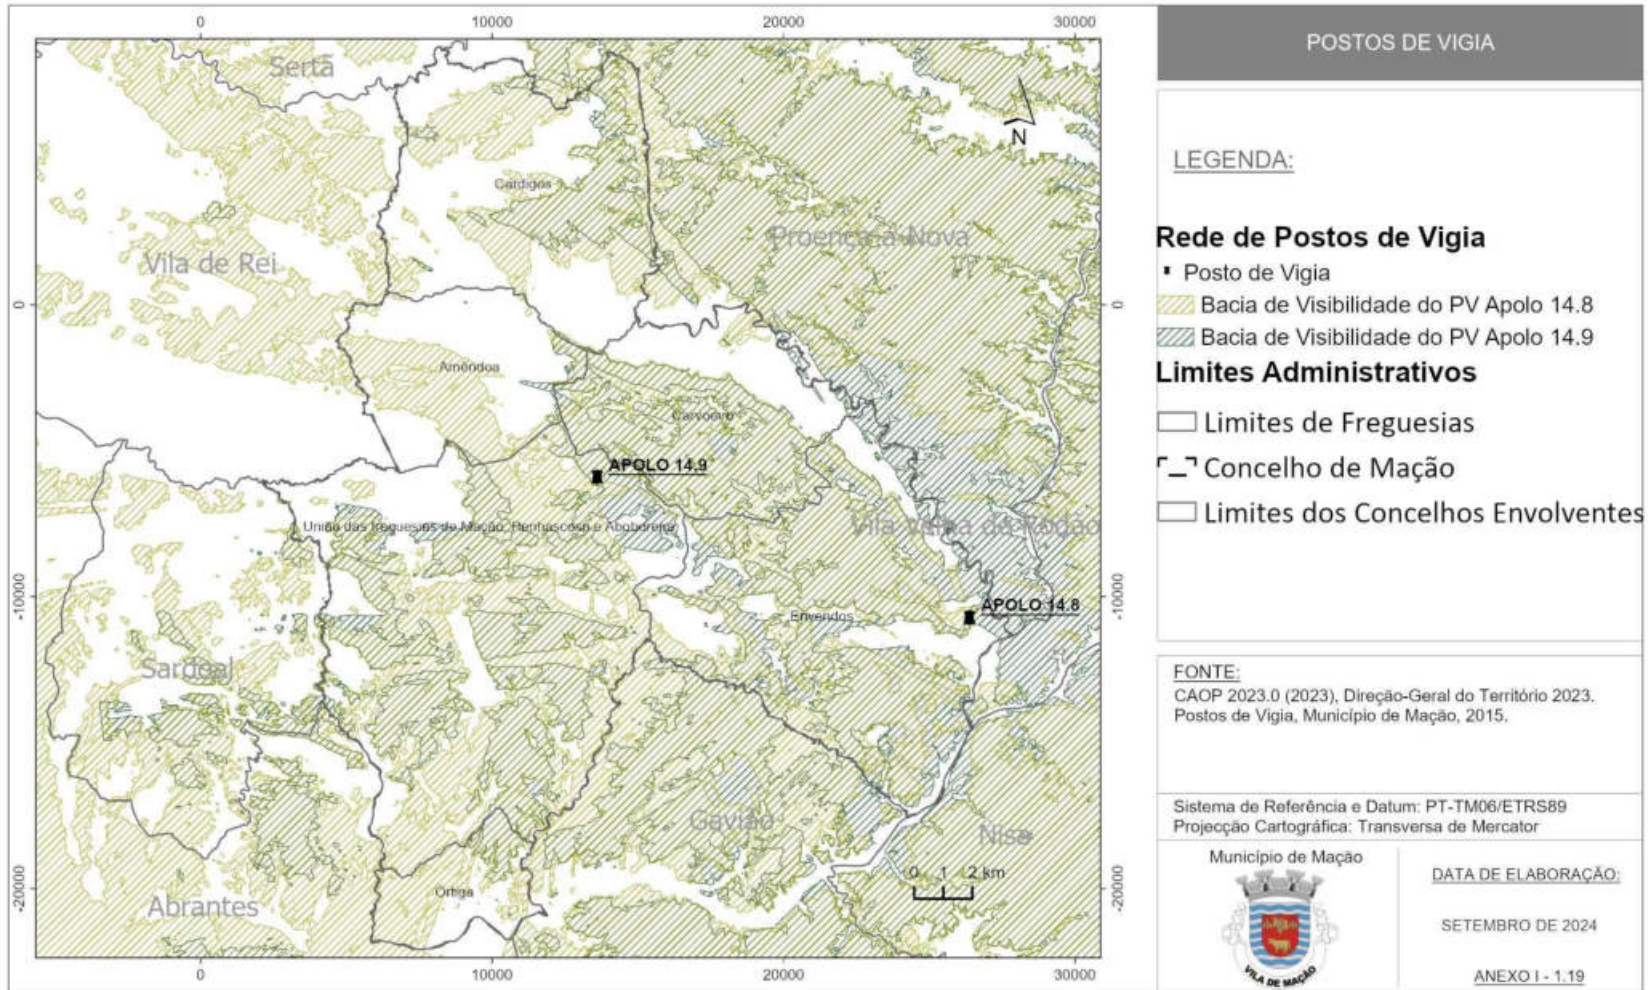 0 10000 20000 30000
POSTOS DE VIGIA
Sertã
N
LEGENDA:
Cardigos
Proença-a-Nova
Rede de Postos de Vigia
Vila de Rei
Posto de Vigia
0 0
Bacia de Visibilidade do PV Apolo 14.8
Bacia de Visibilidade do PV Apolo 14.9
Amêndoa
Limites Administrativos
Carvoeiro
Limites de Freguesias
APOLO 14.9
Concelho de Mação
União das freguesias de Mação, Penhascoso e Aboboreira
Vila Velha de Ródão
Limites dos Concelhos Envolventes
-10000 -10000
APOLO 14.8
Envendos
Sardoal
FONTE:
CAOP 2023.0 (2023), Direção-Geral do Território 2023.
Postos de Vigia, Município de Mação, 2015.
Gavião
Nisa
Sistema de Referência e Datum: PT-TM06/ETRS89
Projecção Cartográfica: Transversa de Mercator
Município de Mação
DATA DE ELABORAÇÃO:
0 1 2 km
-20000 -20000
Ortiga
Abrantes
SETEMBRO DE 2024
VILA DE MAÇÃO
ANEXO I - 1.19
0 10000 20000 30000